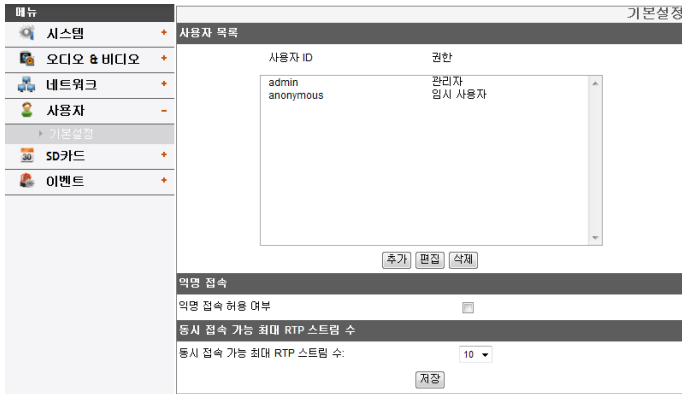 메뉴
기본설정
시스템 +
오디오 & 비디오 +
네트워크 +
사용자 -
기본설정
SD카드 +
30
이벤트 +
사용자 목록
사용자 ID 권한
admin 관리자
anonymous 임시 사용자
추가 편집 삭제
익명 접속
익명 접속 허용 여부
동시 접속 가능 최대 RTP 스트림 수
동시 접속 가능 최대 RTP 스트림 수: 10
저장